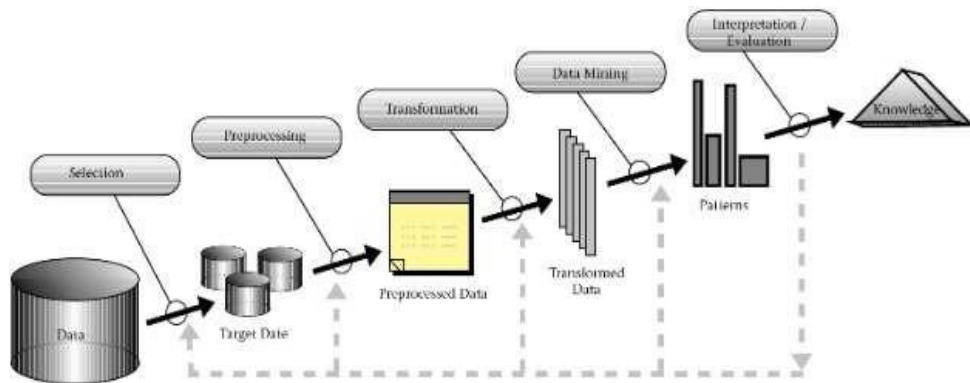 Interpretation /
Evaluation
Data Mining
Transformation
Preprocessing
Selection
Knowledge
Patterns
Transformed
Data
Preprocessed Data
Target Date
Data